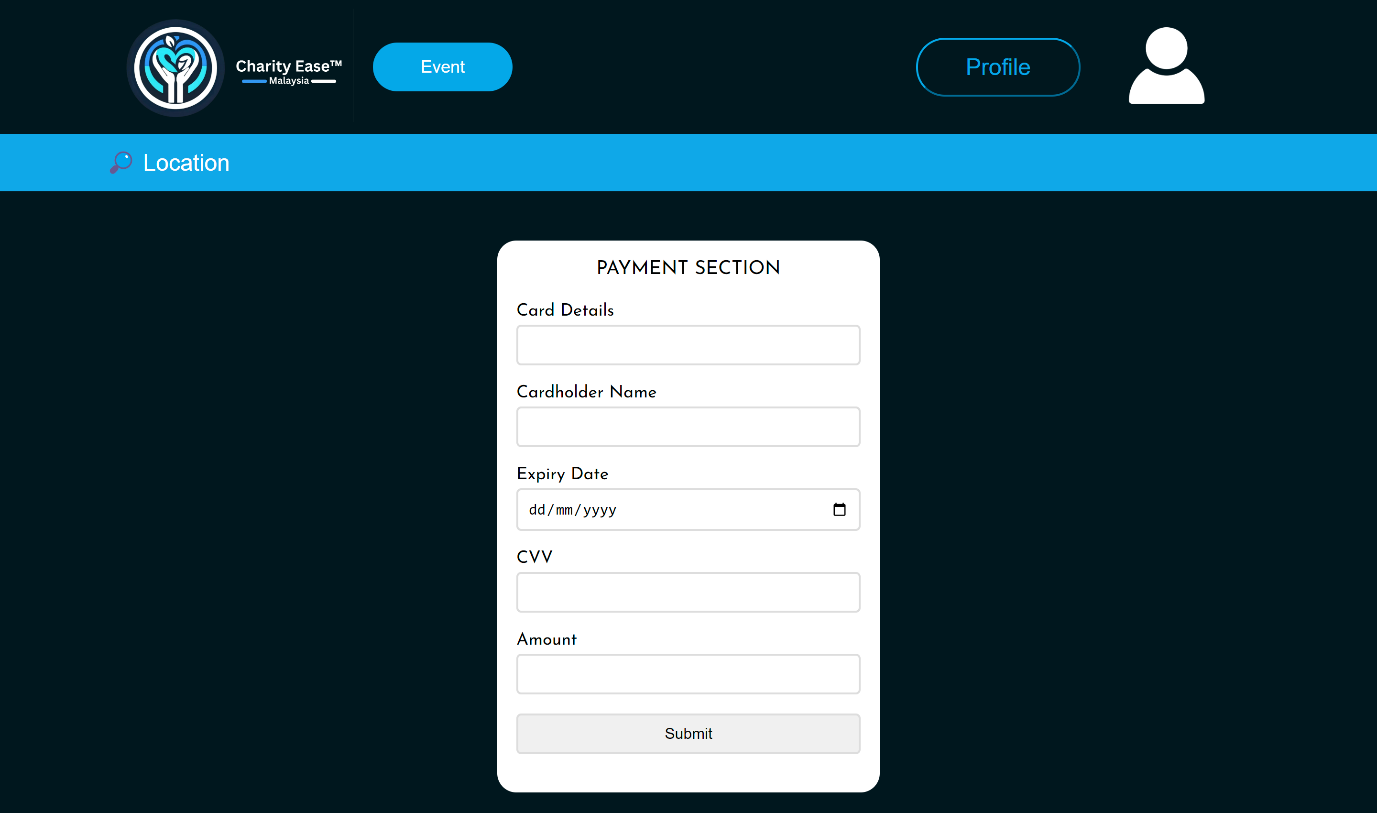 Charity Ease™
Malaysia
Event
Profile
Location
PAYMENT SECTION
Card Details
Cardholder Name
Expiry Date
dd/mm/yyyy
CVV
Amount
Submit